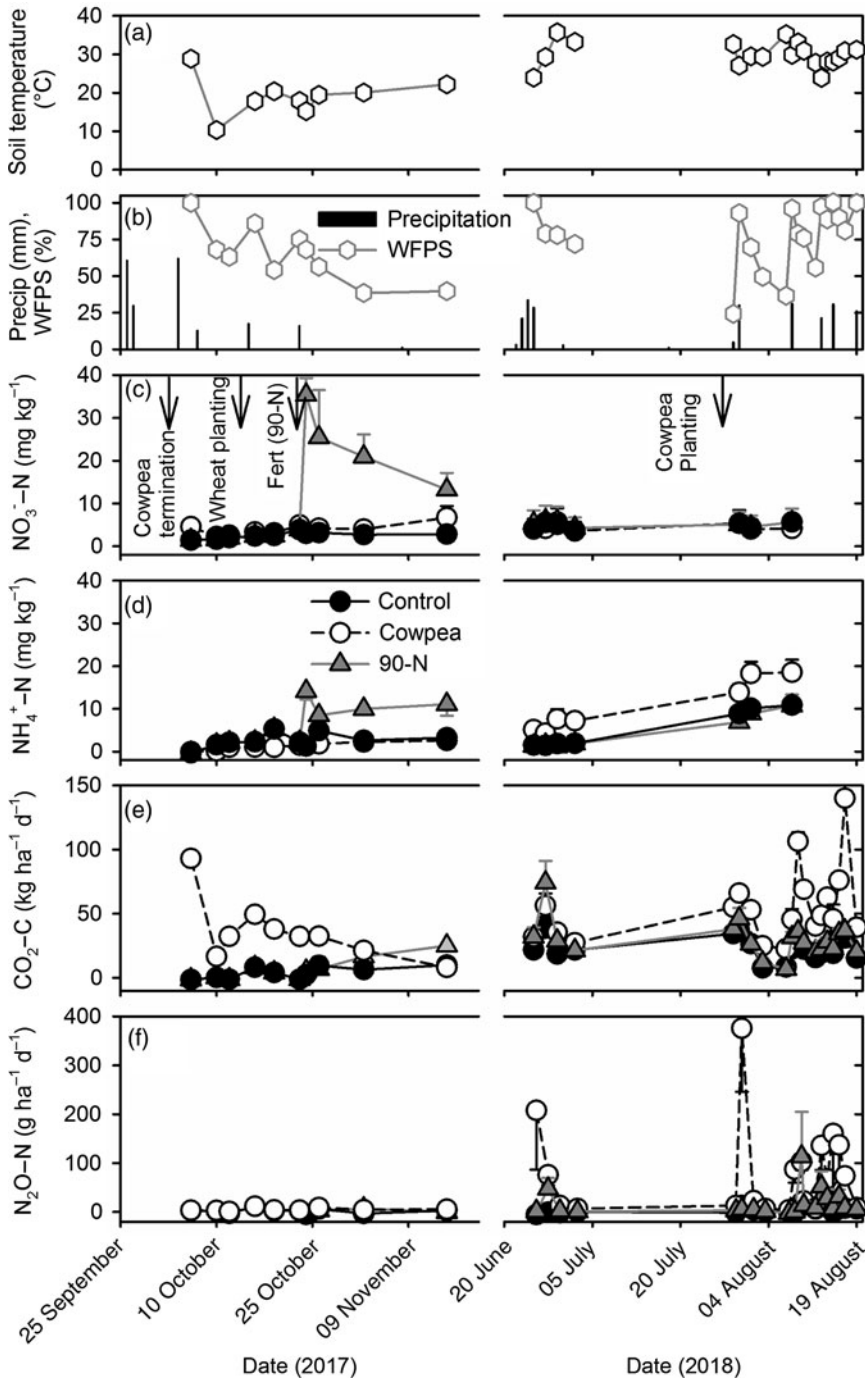 (a)
Soil temperature
(°C)
40
30
20
10
0
(b)
Precipitation
WFPS
Precip (mm),
WFPS (%)
100
75
50
25
0
(c)
Cowpea
termination
Wheat planting
Fert (90-N)
Cowpea
Planting
NO₃⁻–N (mg kg⁻¹)
40
30
20
10
0
(d)
Control
Cowpea
90-N
NH₄⁺–N (mg kg⁻¹)
40
30
20
10
0
(e)
CO₂–C (kg ha⁻¹ d⁻¹)
150
100
50
0
(f)
N₂O–N (g ha⁻¹ d⁻¹)
400
300
200
100
0
25 September
10 October
25 October
09 November
20 June
05 July
20 July
04 August
19 August
Date (2017)
Date (2018)